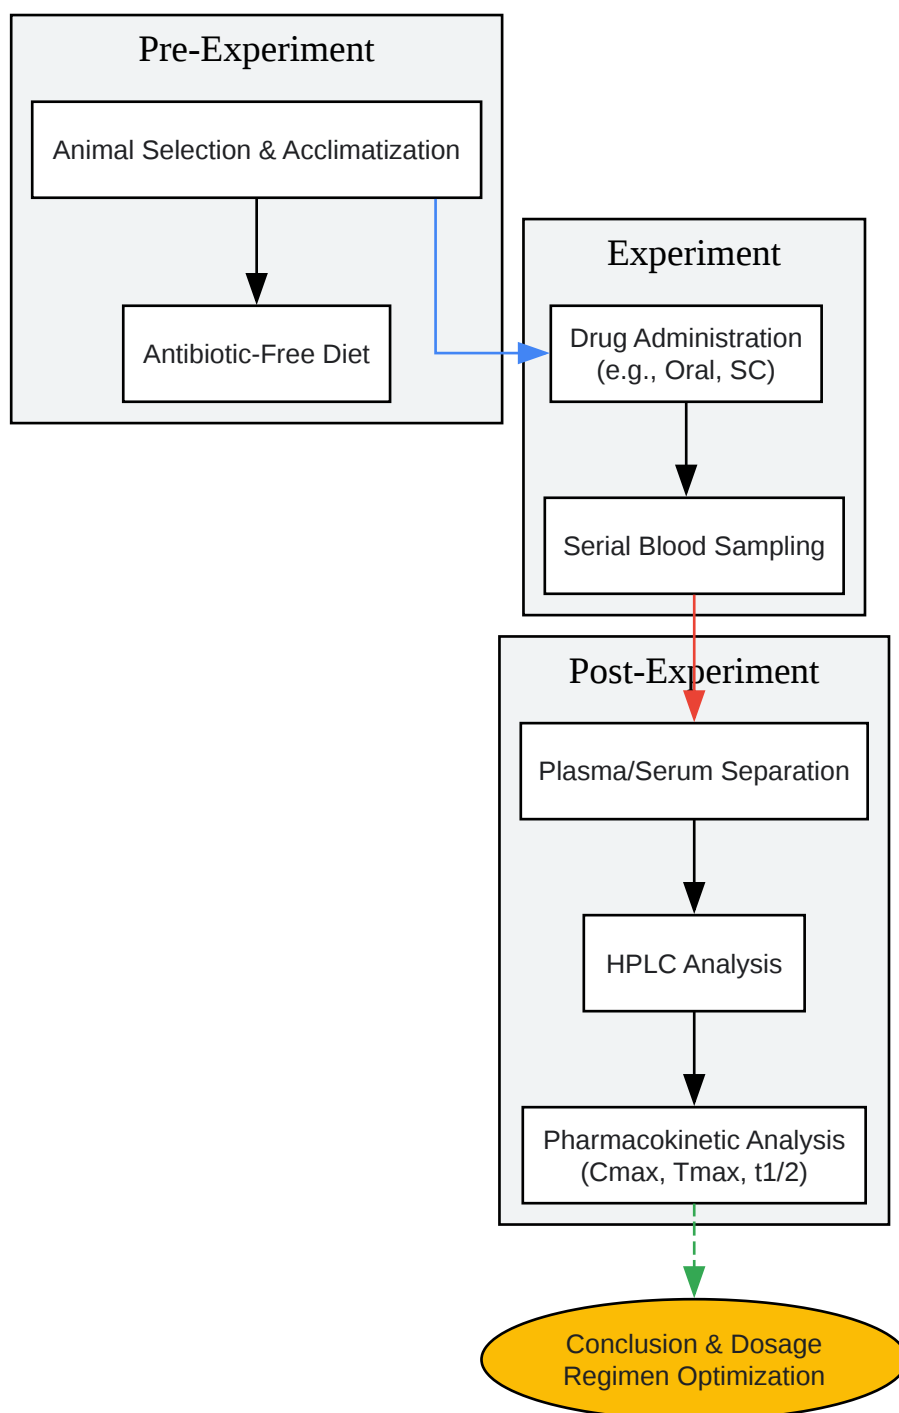 Pre-Experiment
Animal Selection & Acclimatization
Antibiotic-Free Diet
Experiment
Drug Administration
(e.g., Oral, SC)
Serial Blood Sampling
Post-Experiment
Plasma/Serum Separation
HPLC Analysis
Pharmacokinetic Analysis
(Cmax, Tmax, t1/2)
Conclusion & Dosage
Regimen Optimization